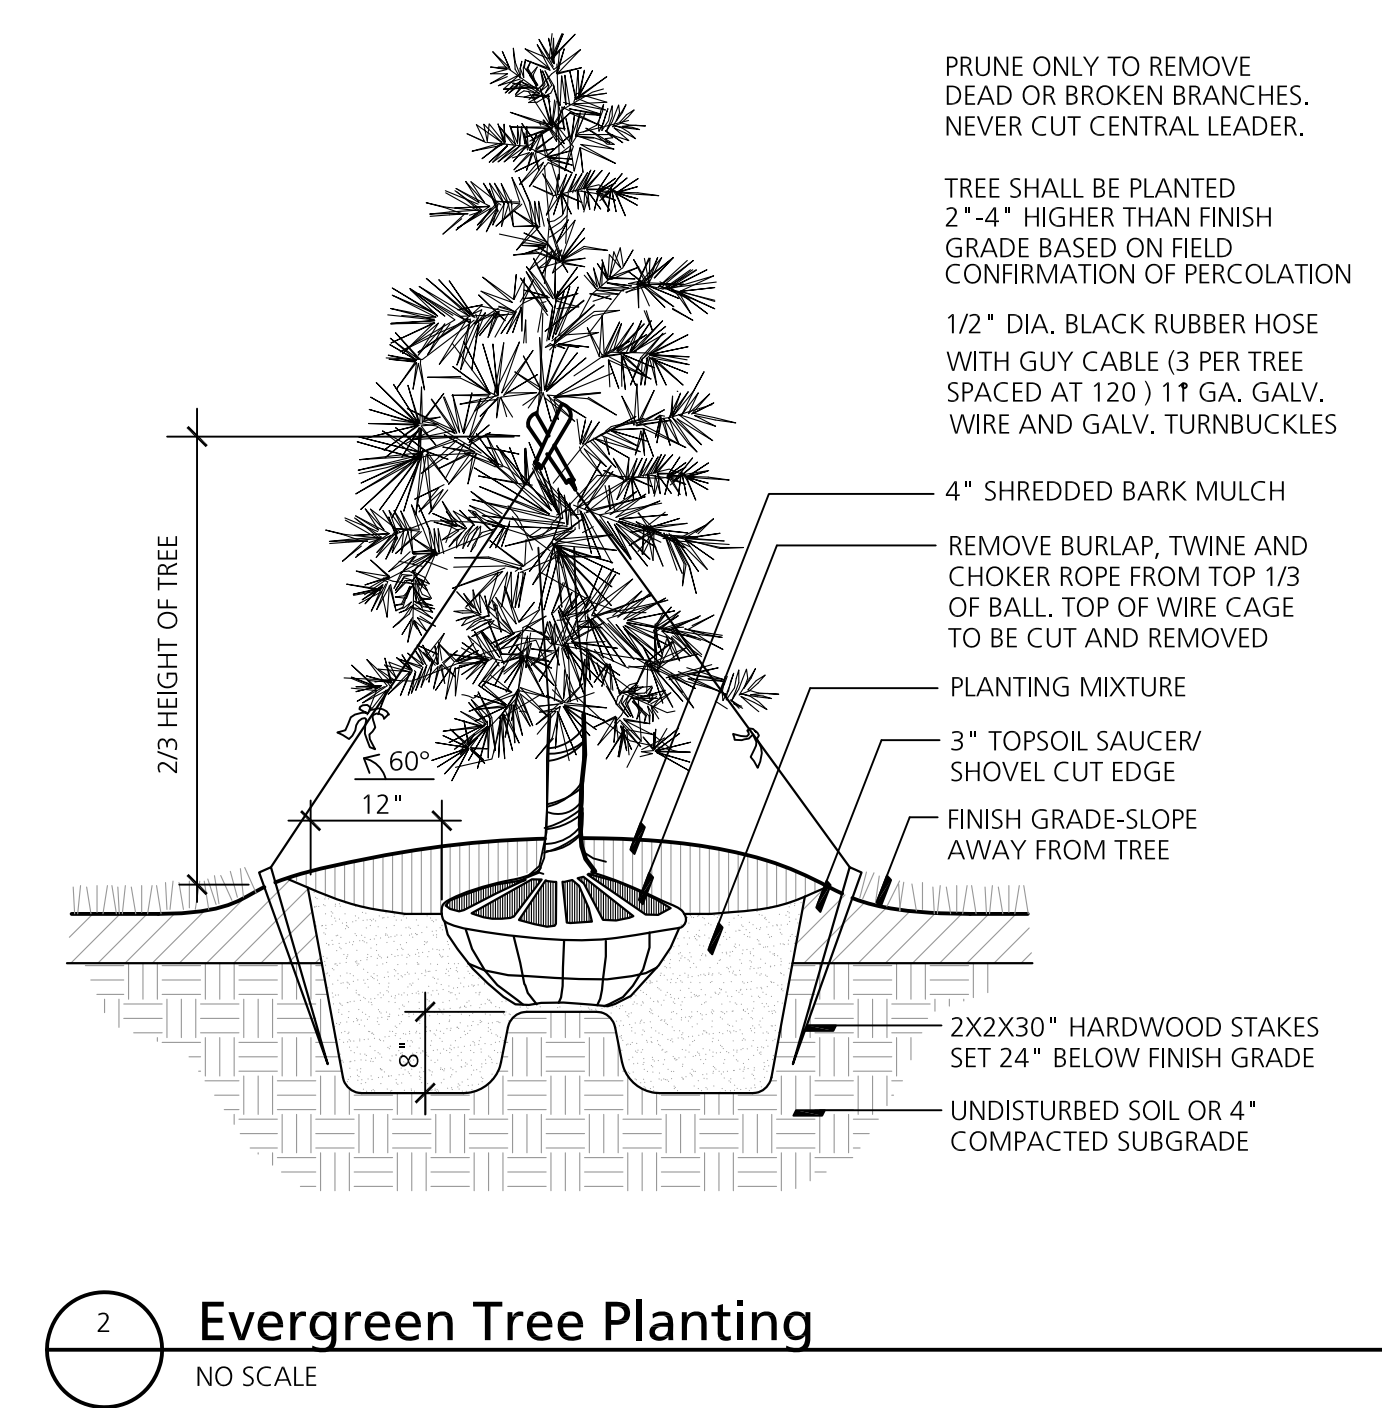 PRUNE ONLY TO REMOVE
DEAD OR BROKEN BRANCHES.
NEVER CUT CENTRAL LEADER.
TREE SHALL BE PLANTED
2"-4" HIGHER THAN FINISH
GRADE BASED ON FIELD
CONFIRMATION OF PERCOLATION
1/2" DIA. BLACK RUBBER HOSE
WITH GUY CABLE (3 PER TREE
SPACED AT 120 ) 11 GA. GALV.
WIRE AND GALV. TURNBUCKLES
4" SHREDDED BARK MULCH
REMOVE BURLAP, TWINE AND
CHOKER ROPE FROM TOP 1/3
OF BALL. TOP OF WIRE CAGE
TO BE CUT AND REMOVED
PLANTING MIXTURE
3" TOPSOIL SAUCER/
SHOVEL CUT EDGE
FINISH GRADE-SLOPE
AWAY FROM TREE
2X2X30" HARDWOOD STAKES
SET 24" BELOW FINISH GRADE
UNDISTURBED SOIL OR 4"
COMPACTED SUBGRADE
2/3 HEIGHT OF TREE
60°
12"
8"
2
Evergreen Tree Planting
NO SCALE